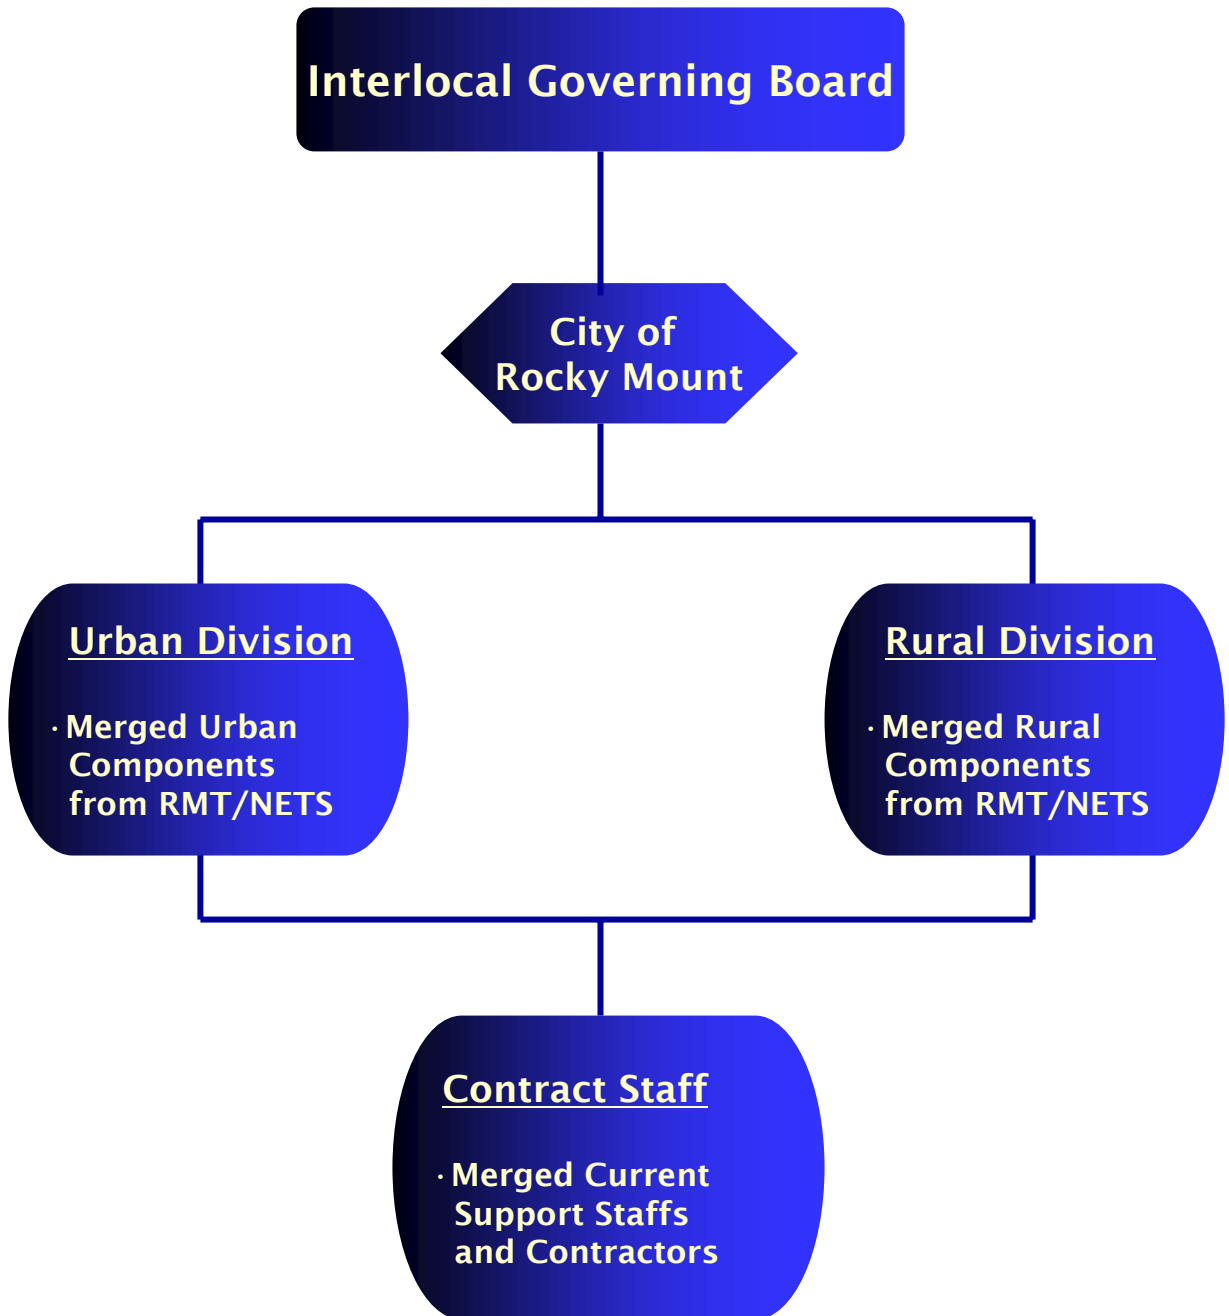 Interlocal Governing Board
City of
Rocky Mount
Urban Division
· Merged Urban
Components
from RMT/NETS
Rural Division
· Merged Rural
Components
from RMT/NETS
Contract Staff
· Merged Current
Support Staffs
and Contractors